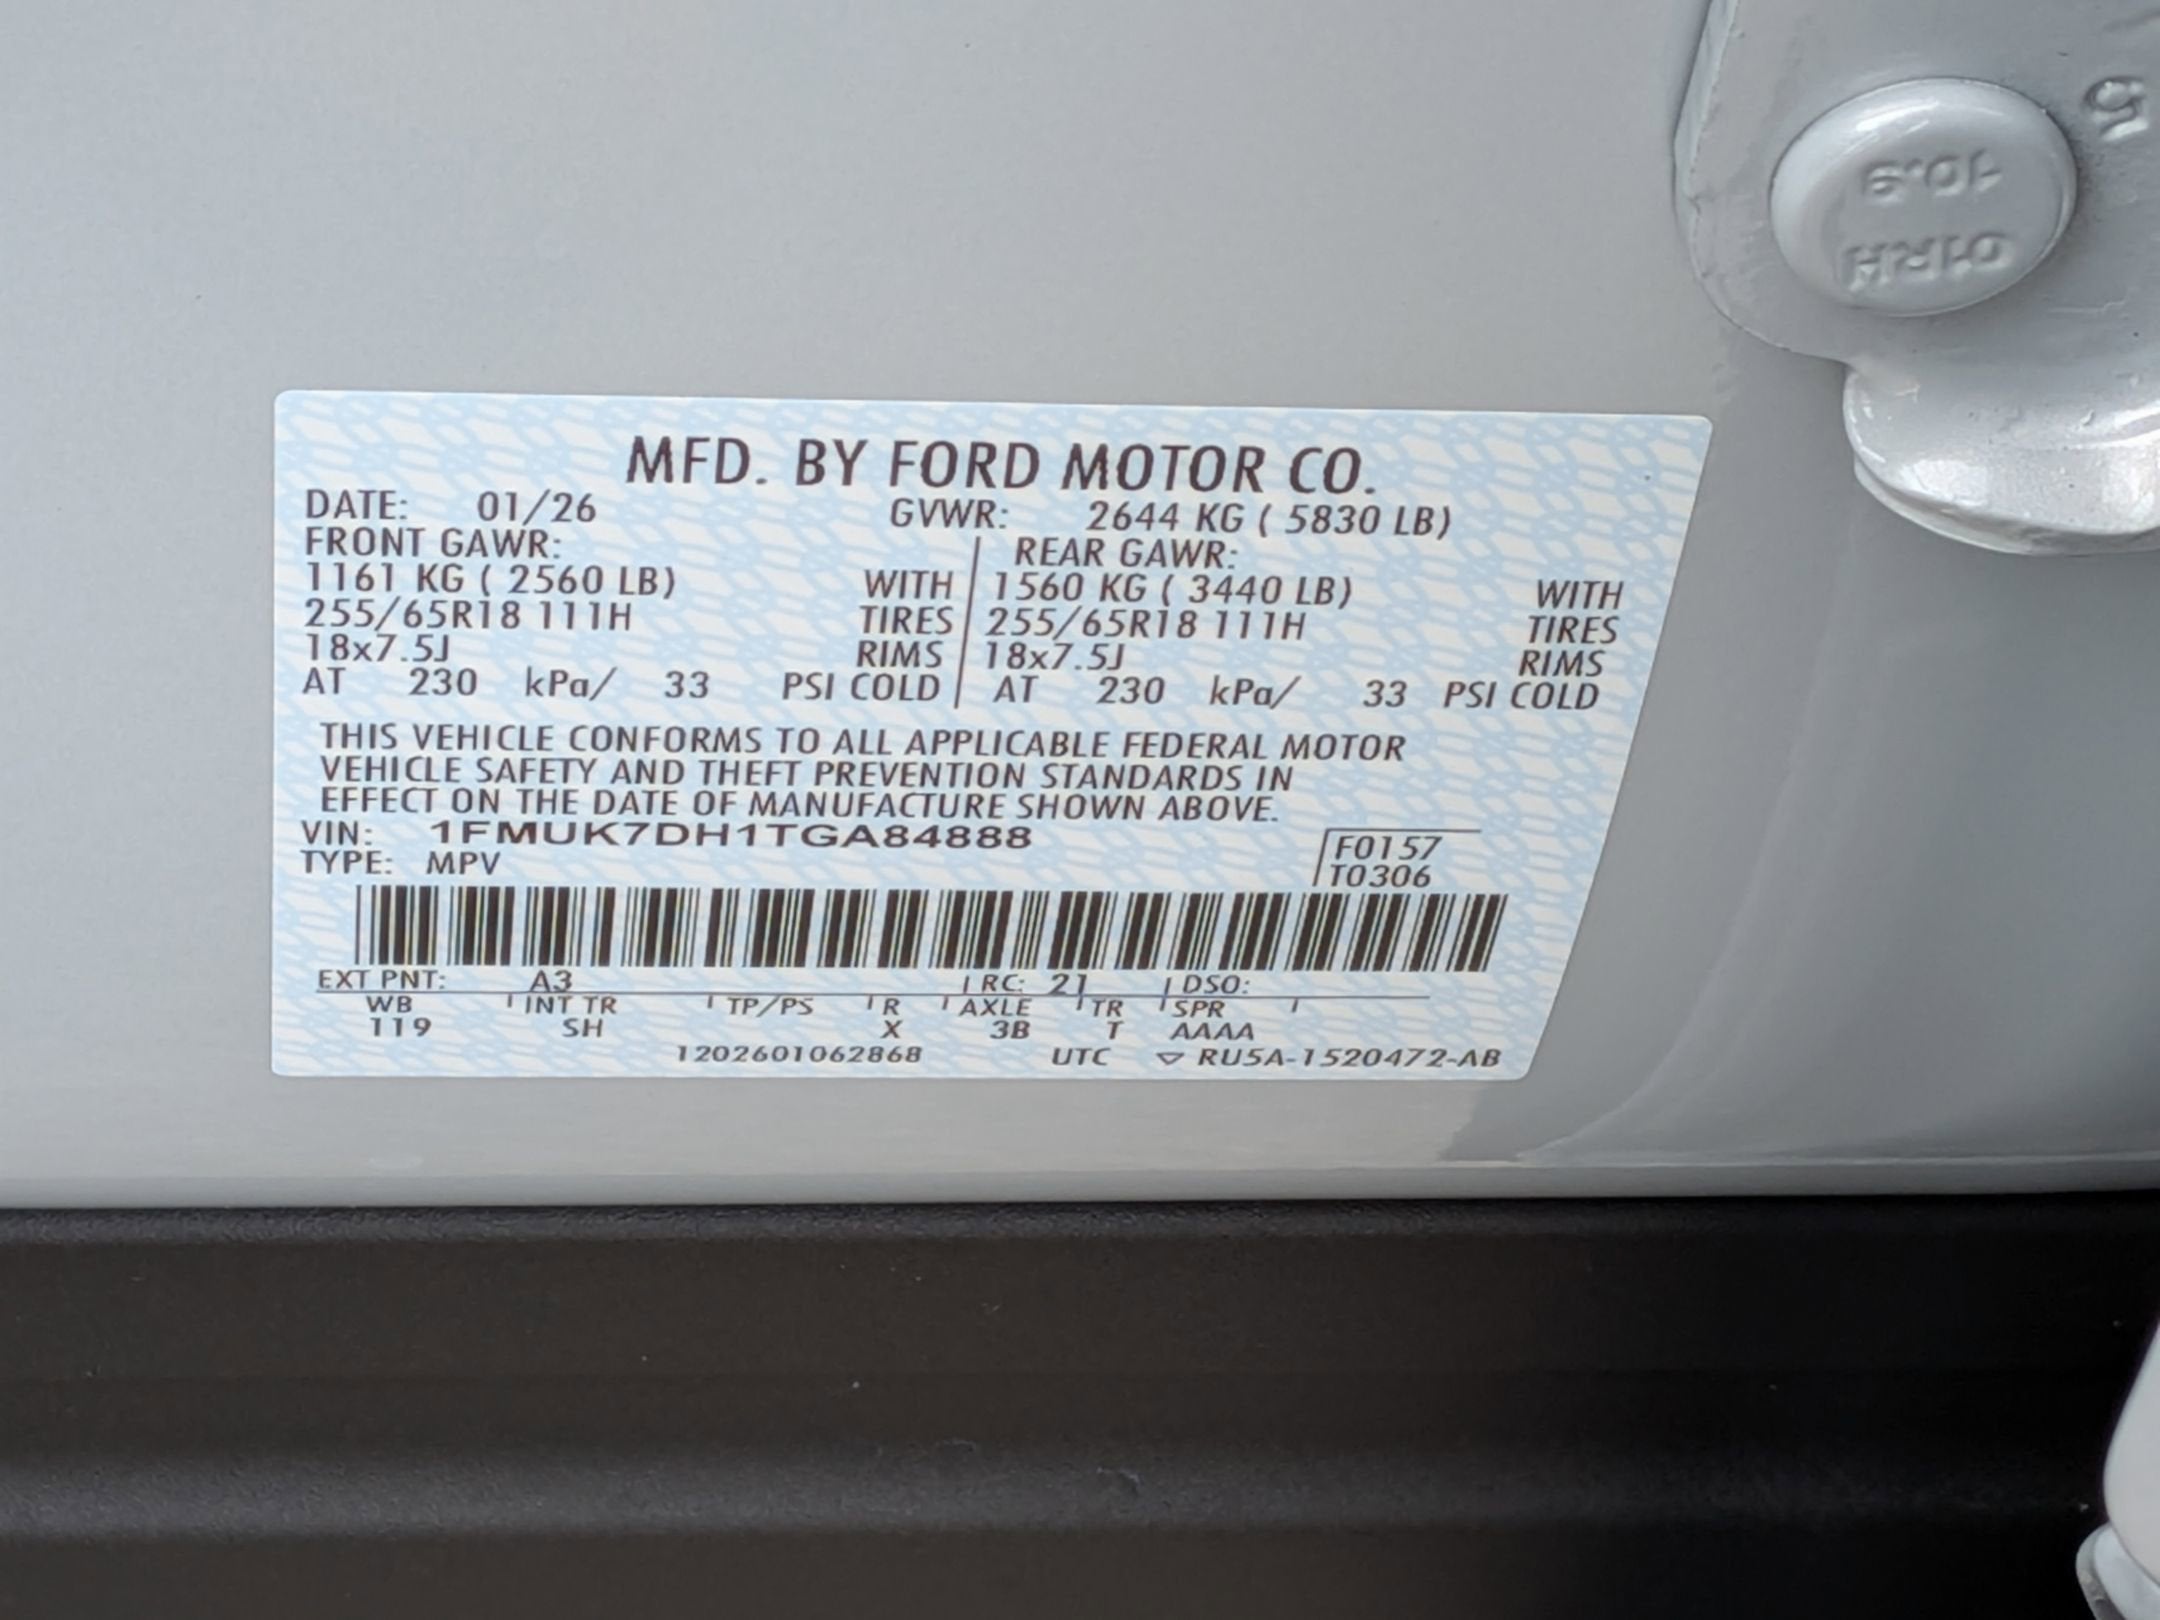 5
10.9
01RH
MFD. BY FORD MOTOR CO.
DATE: 01/26 GVWR: 2644 KG ( 5830 LB)
FRONT GAWR: REAR GAWR:
1161 KG ( 2560 LB) WITH 1560 KG ( 3440 LB) WITH
255/65R18 111H TIRES 255/65R18 111H TIRES
18x7.5J RIMS 18x7.5J RIMS
AT 230 kPa/ 33 PSI COLD AT 230 kPa/ 33 PSI COLD
THIS VEHICLE CONFORMS TO ALL APPLICABLE FEDERAL MOTOR
VEHICLE SAFETY AND THEFT PREVENTION STANDARDS IN
EFFECT ON THE DATE OF MANUFACTURE SHOWN ABOVE.
VIN: 1FMUK7DH1TGA84888 F0157
TYPE: MPV T0306
EXT PNT: A3 RC: 21 DSO:
WB INT TR TP/PS R AXLE TR SPR
119 SH X 3B T AAAA
1202601062868 UTC ▽ RU5A-1520472-AB